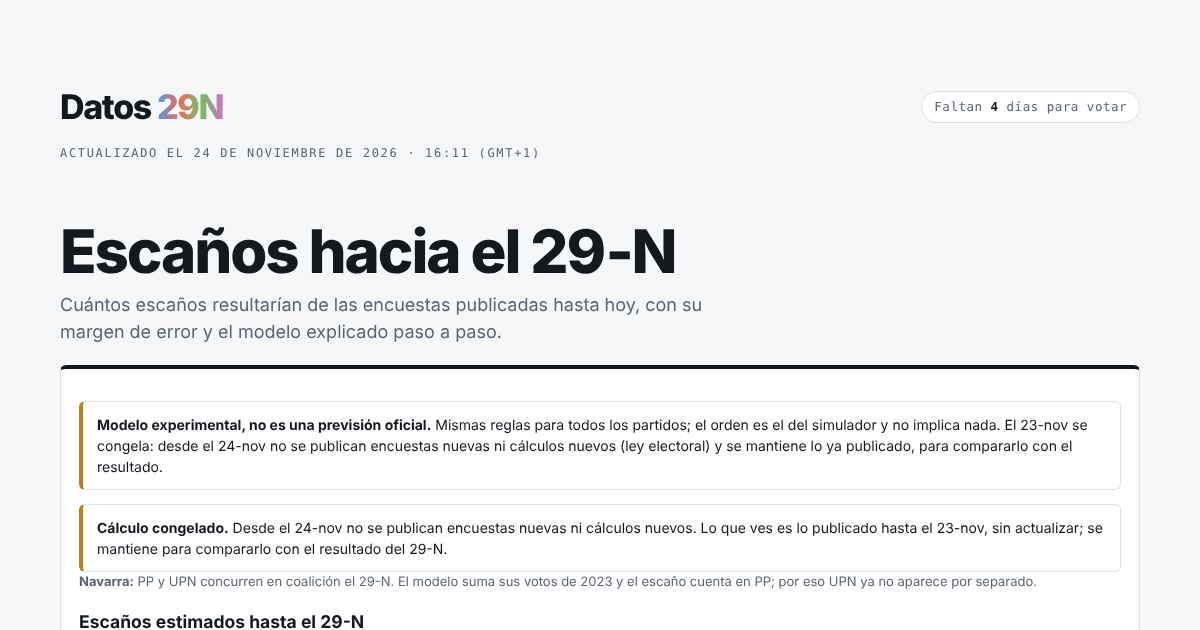 Datos 29N
Faltan 4 días para votar
ACTUALIZADO EL 24 DE NOVIEMBRE DE 2026 · 16:11 (GMT+1)
Escaños hacia el 29-N
Cuántos escaños resultarían de las encuestas publicadas hasta hoy, con su
margen de error y el modelo explicado paso a paso.
Modelo experimental, no es una previsión oficial. Mismas reglas para todos los partidos; el orden es el del simulador y no implica nada. El 23-nov se
congela: desde el 24-nov no se publican encuestas nuevas ni cálculos nuevos (ley electoral) y se mantiene lo ya publicado, para compararlo con el
resultado.
Cálculo congelado. Desde el 24-nov no se publican encuestas nuevas ni cálculos nuevos. Lo que ves es lo publicado hasta el 23-nov, sin actualizar; se
mantiene para compararlo con el resultado del 29-N.
Navarra: PP y UPN concurren en coalición el 29-N. El modelo suma sus votos de 2023 y el escaño cuenta en PP; por eso UPN ya no aparece por separado.
Escaños estimados hasta el 29-N